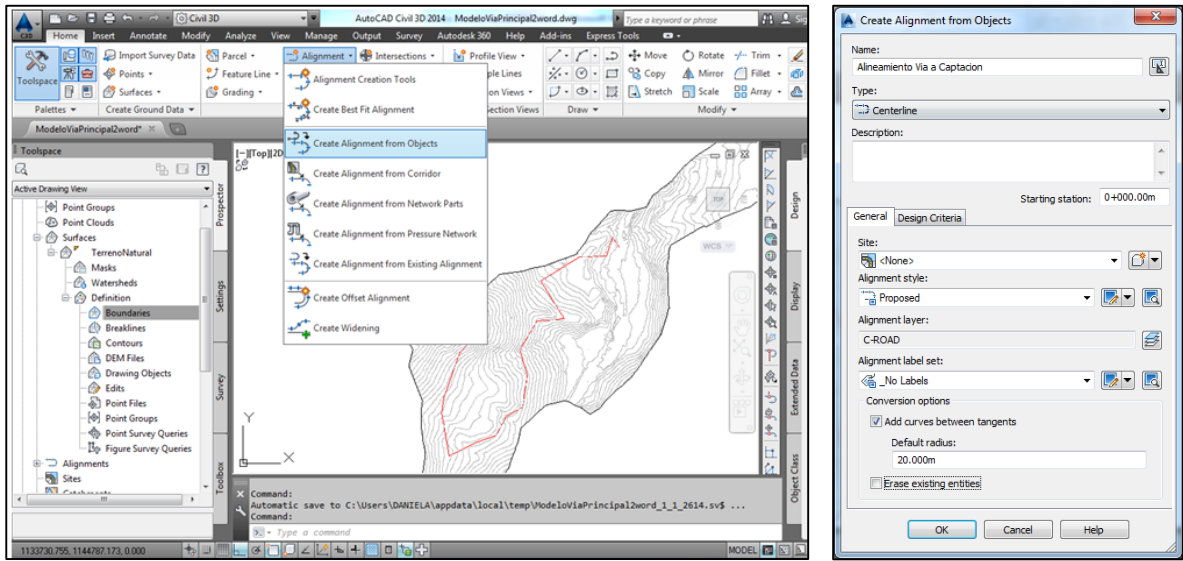 Civil 3D
AutoCAD Civil 3D 2014 ModeloViaPrincipal2word.dwg
Type a keyword or phrase
Sig
C3D
Home Insert Annotate Modify Analyze View Manage Output Survey Autodesk 360 Help Add-ins Express Tools
Toolspace
Import Survey Data
Points
Surfaces
Parcel
Feature Line
Grading
Alignment
Intersections
Profile View
ple Lines
on Views
Move
Rotate
Trim
Copy
Mirror
Fillet
Stretch
Scale
Array
Palettes
Create Ground Data
Section Views
Draw
Modify
ModeloViaPrincipal2word*
Alignment Creation Tools
Create Best Fit Alignment
Create Alignment from Objects
Create Alignment from Corridor
Create Alignment from Network Parts
Create Alignment from Pressure Network
Create Alignment from Existing Alignment
Create Offset Alignment
Create Widening
Toolspace
Active Drawing View
Point Groups
Point Clouds
Surfaces
TerrenoNatural
Masks
Watersheds
Definition
Boundaries
Breaklines
Contours
DEM Files
Drawing Objects
Edits
Point Files
Point Groups
Point Survey Queries
Figure Survey Queries
Alignments
Sites
Prospector
Settings
Survey
Toolbox
[-][Top][2D
TOP
S
WCS
Y
X
Design
Display
Extended Data
Object Class
Command:
Automatic save to C:\Users\DANIELA\appdata\local\temp\ModeloViaPrincipal2word_1_1_2614.sv$ ...
Command:
Type a command
1133730.755, 1144787.173, 0.000
MODEL
Create Alignment from Objects
Name:
Alineamiento Via a Captacion
Type:
Centerline
Description:
Starting station: 0+000.00m
General Design Criteria
Site:
<None>
Alignment style:
Proposed
Alignment layer:
C-ROAD
Alignment label set:
_No Labels
Conversion options
Add curves between tangents
Default radius:
20.000m
Erase existing entities
OK Cancel Help